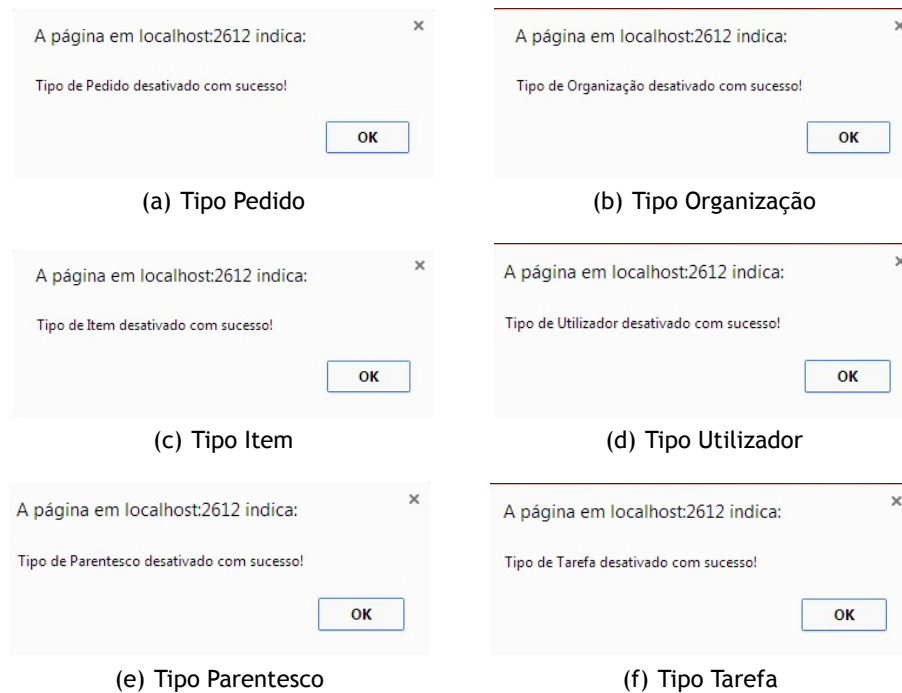 A página em localhost:2612 indica: ×
Tipo de Pedido desativado com sucesso!
OK
(a) Tipo Pedido
A página em localhost:2612 indica: ×
Tipo de Organização desativado com sucesso!
OK
(b) Tipo Organização
A página em localhost:2612 indica: ×
Tipo de Item desativado com sucesso!
OK
(c) Tipo Item
A página em localhost:2612 indica: ×
Tipo de Utilizador desativado com sucesso!
OK
(d) Tipo Utilizador
A página em localhost:2612 indica: ×
Tipo de Parentesco desativado com sucesso!
OK
(e) Tipo Parentesco
A página em localhost:2612 indica: ×
Tipo de Tarefa desativado com sucesso!
OK
(f) Tipo Tarefa